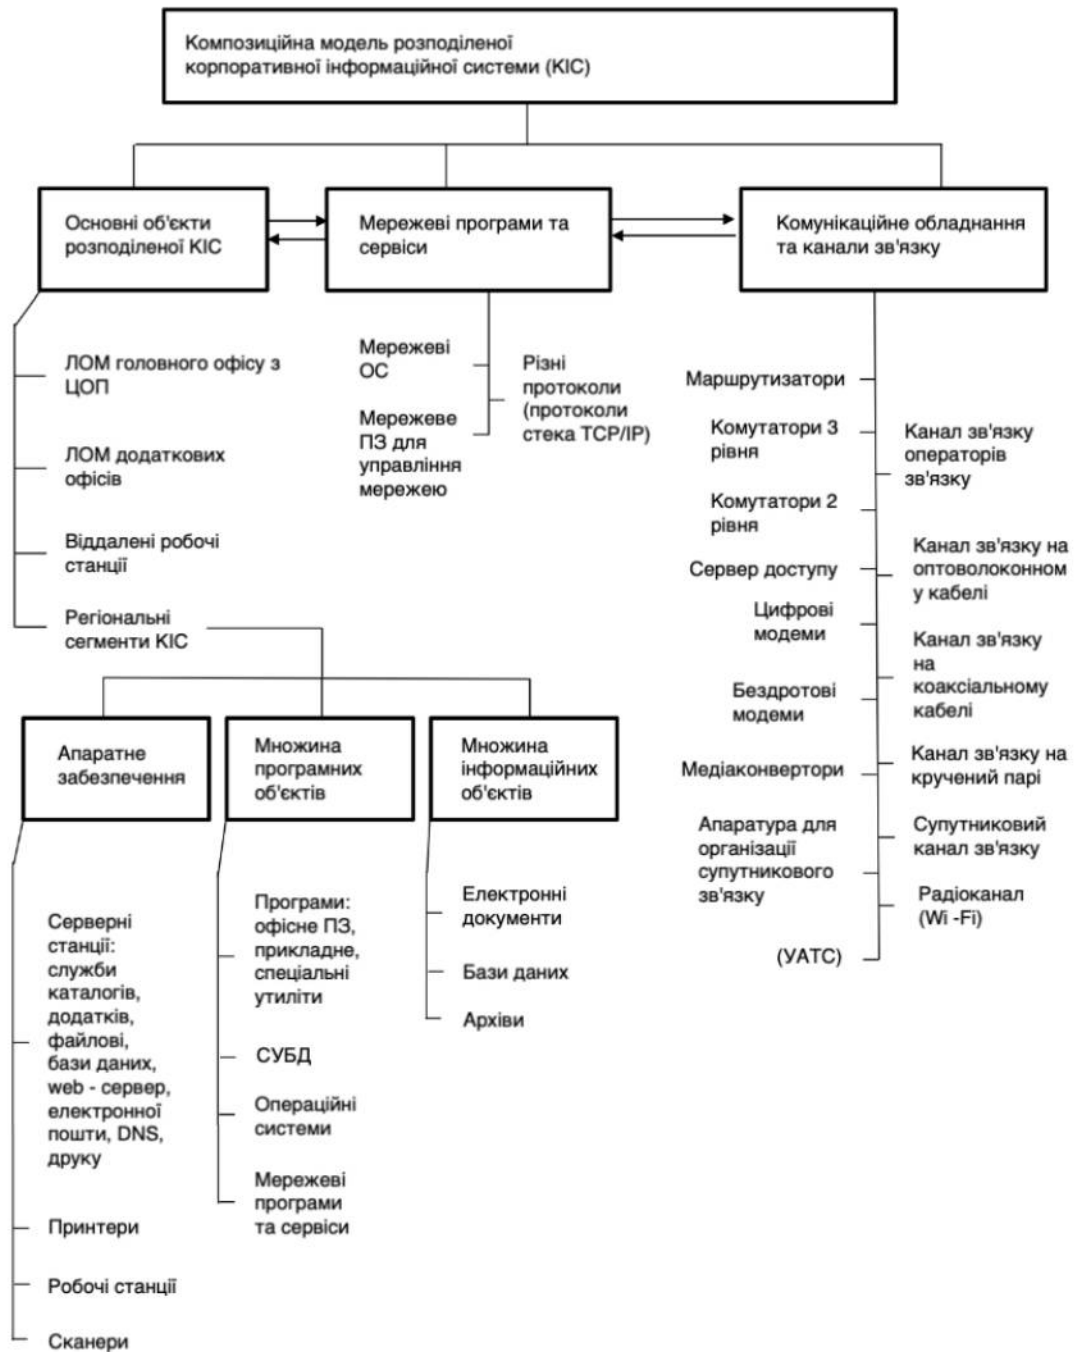 Композиційна модель розподіленої
корпоративної інформаційної системи (КІС)
Основні об'єкти
розподіленої КІС
Мережеві програми та
сервіси
Комунікаційне обладнання
та канали зв'язку
ЛОМ головного офісу з
ЦОП
ЛОМ додаткових
офісів
Віддалені робочі
станції
Регіональні
сегменти КІС
Мережеві
ОС
Мережеве
ПЗ для
управління
мережею
Різні
протоколи
(протоколи
стека TCP/IP)
Маршрутизатори
Комутатори 3
рівня
Комутатори 2
рівня
Сервер доступу
Цифрові
модеми
Бездротові
модеми
Медіаконвертори
Апаратура для
організації
супутникового
зв'язку
(УАТС)
Канал зв'язку
операторів
зв'язку
Канал зв'язку на
оптоволоконном
у кабелі
Канал зв'язку
на
коаксіальному
кабелі
Канал зв'язку на
кручений парі
Супутниковий
канал зв'язку
Радіоканал
(Wi -Fi)
Апаратне
забезпечення
Множина
програмних
об'єктів
Множина
інформаційних
об'єктів
Серверні
станції:
служби
каталогів,
додатків,
файлові,
бази даних,
web - сервер,
електронної
пошти, DNS,
друку
Принтери
Робочі станції
Сканери
Програми:
офісне ПЗ,
прикладне,
спеціальні
утиліти
СУБД
Операційні
системи
Мережеві
програми
та сервіси
Електронні
документи
Бази даних
Архіви